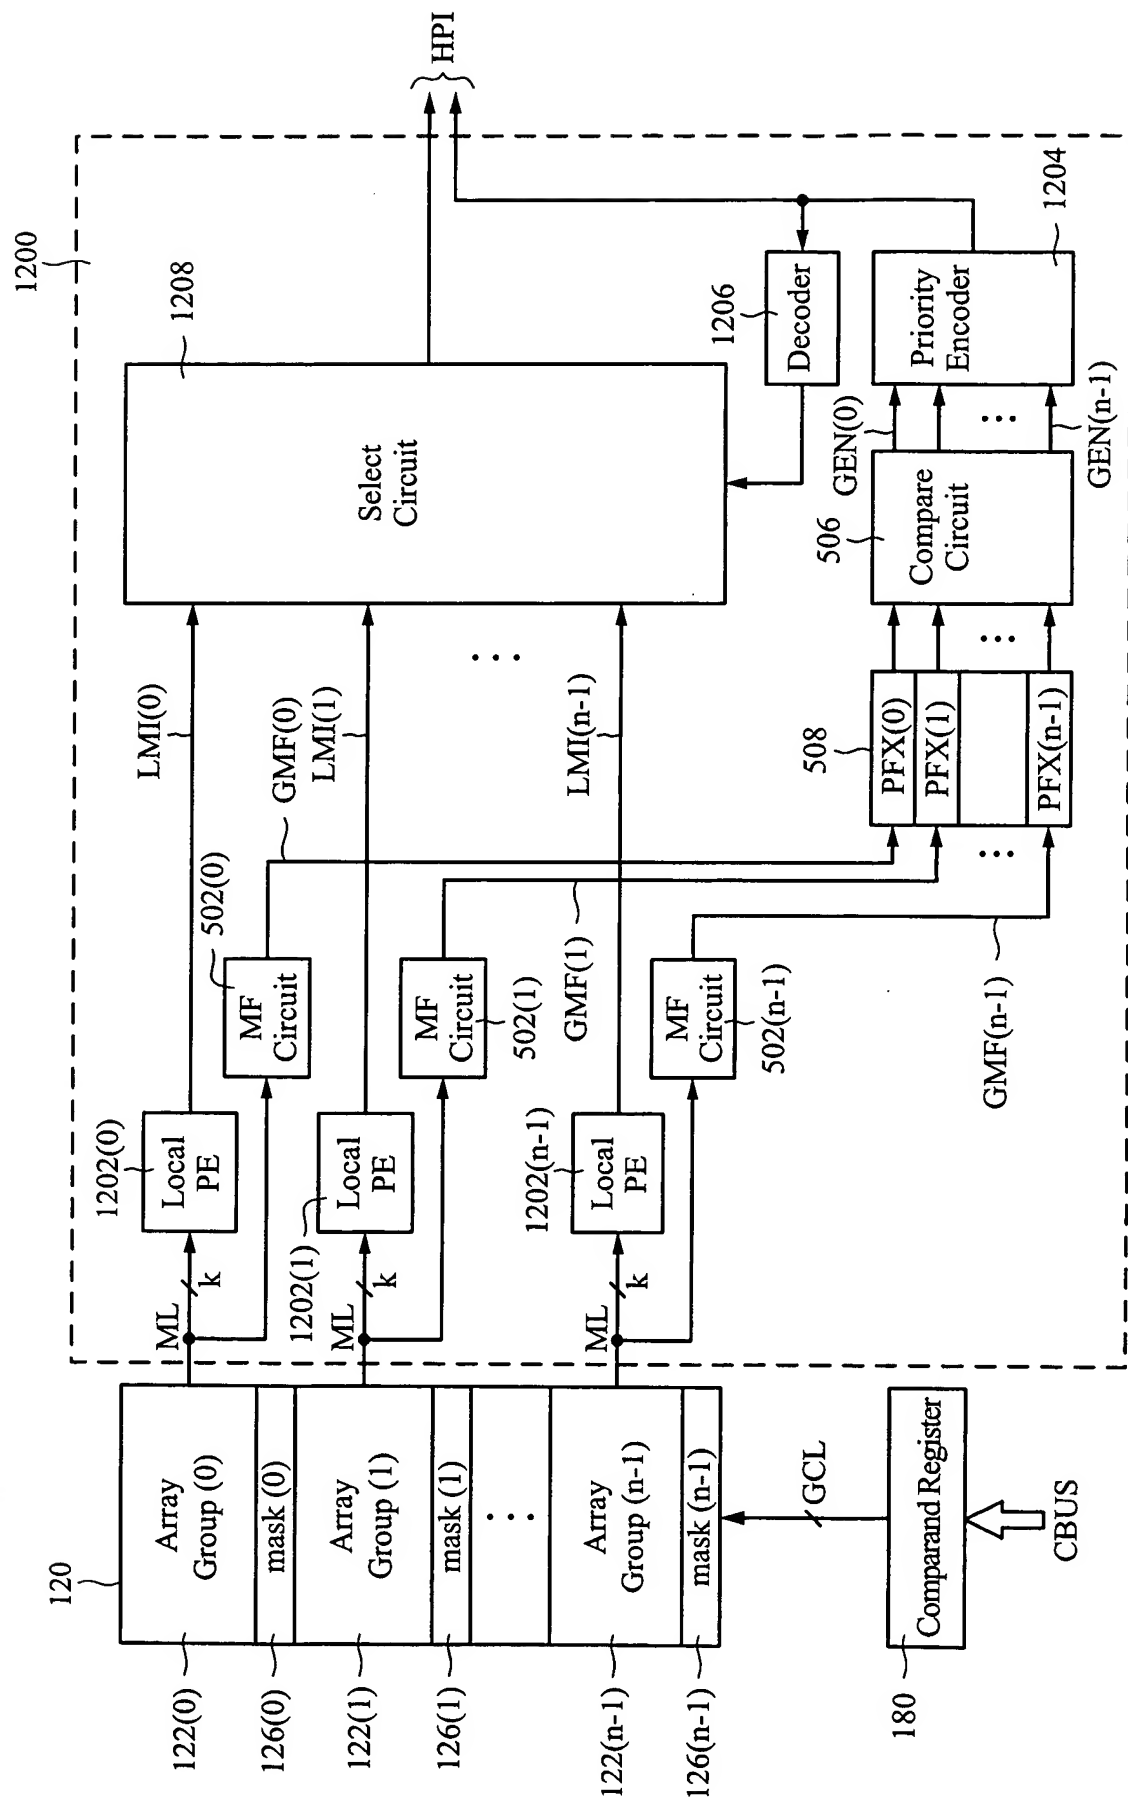 1200
1208
Select
Circuit
HPI
LMI(0)
GMF(0)
LMI(1)
LMI(n-1)
• • •
1206
Decoder
1204
Priority
Encoder
GEN(0)
• • •
GEN(n-1)
506
Compare
Circuit
• • •
508
PFX(0)
PFX(1)
PFX(n-1)
• • •
502(0)
MF
Circuit
GMF(1)
MF
Circuit
502(1)
MF
Circuit
502(n-1)
GMF(n-1)
1202(0)
Local
PE
1202(1)
Local
PE
1202(n-1)
Local
PE
ML
k
ML
k
ML
k
120
Array
Group (0)
mask (0)
Array
Group (1)
mask (1)
• • •
Array
Group (n-1)
mask (n-1)
122(0)
126(0)
122(1)
126(1)
122(n-1)
126(n-1)
GCL
Comparand Register
180
CBUS